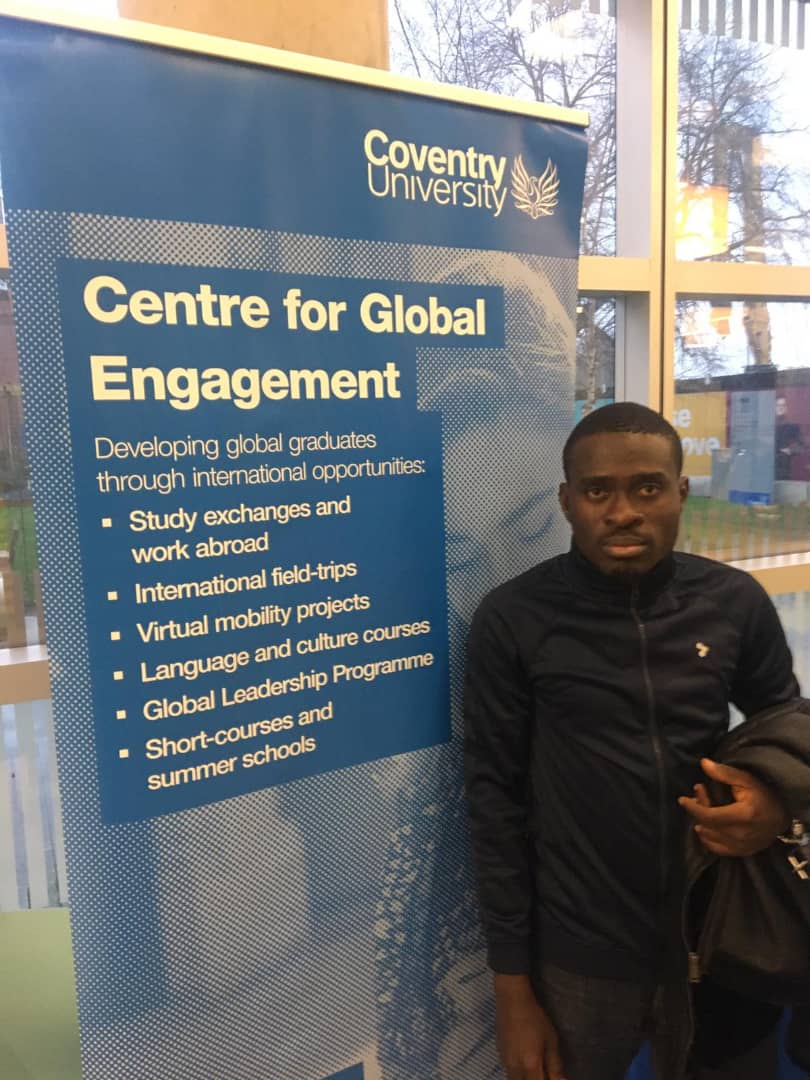 Coventry
University
Centre for Global
Engagement
Developing global graduates
through international opportunities:
▪ Study exchanges and
work abroad
▪ International field-trips
▪ Virtual mobility projects
▪ Language and culture courses
▪ Global Leadership Programme
▪ Short-courses and
summer schools